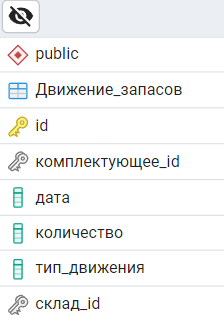 public
Движение_запасов
id
комплектующее_id
дата
количество
тип_движения
склад_id